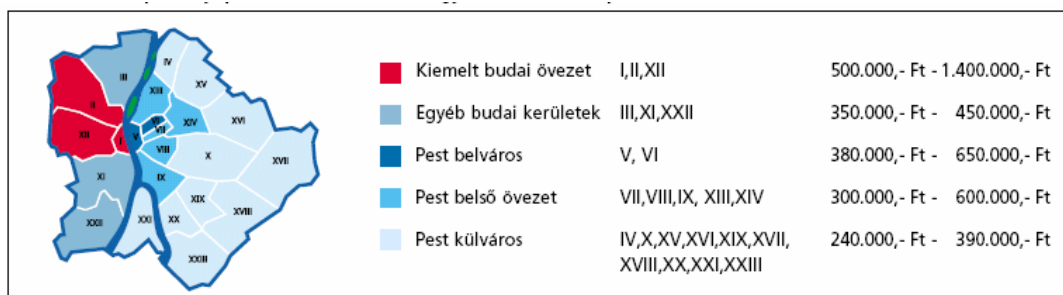 III
IV
XV
XIII
II
XVI
VI
XIV
XII
I
V
VII
VIII
X
XVII
XI
IX
XIX
XXII
XXI
XX
XVIII
XXIII
Kiemelt budai övezet I,II,XII 500.000,- Ft - 1.400.000,- Ft
Egyéb budai kerületek III,XI,XXII 350.000,- Ft - 450.000,- Ft
Pest belváros V, VI 380.000,- Ft - 650.000,- Ft
Pest belső övezet VII,VIII,IX, XIII,XIV 300.000,- Ft - 600.000,- Ft
Pest külváros IV,X,XV,XVI,XIX,XVII, 240.000,- Ft - 390.000,- Ft
XVIII,XX,XXI,XXIII